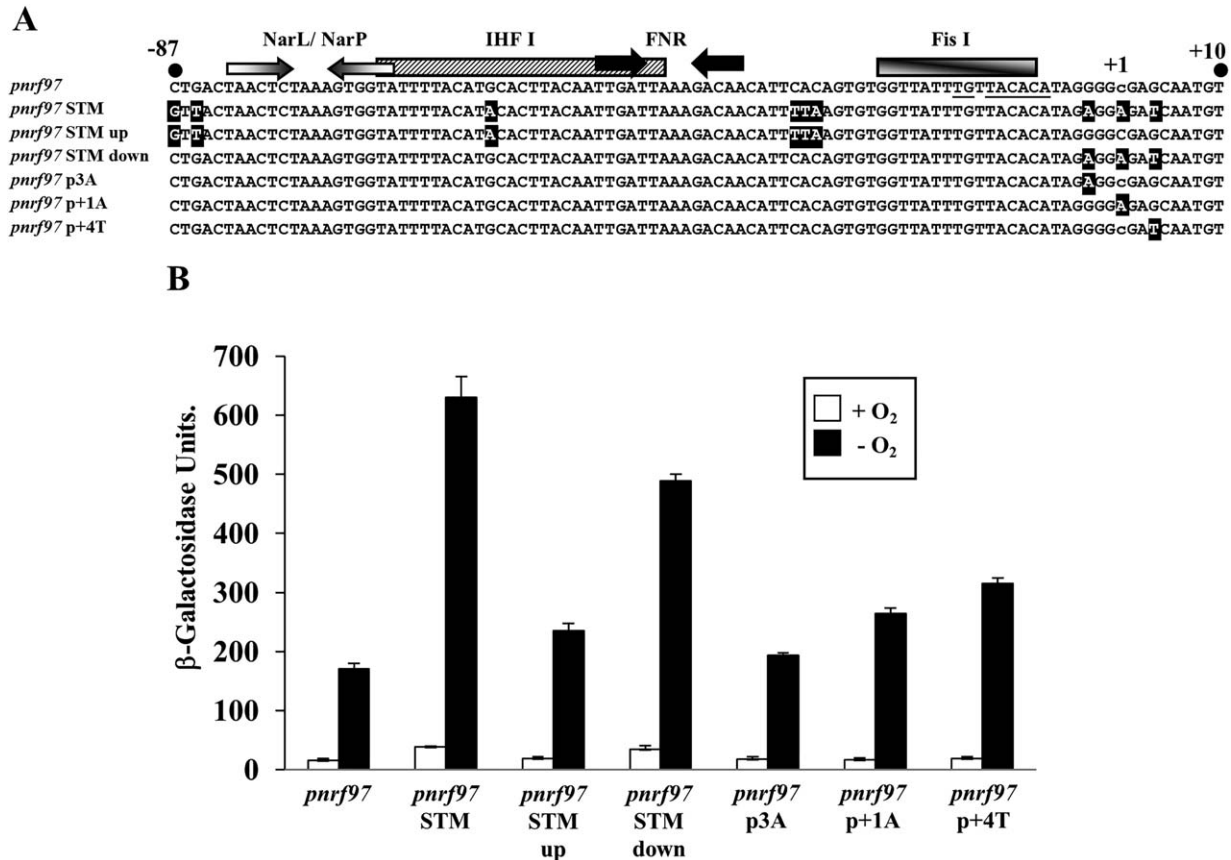 A
-87 NarL/ NarP IHF I FNR Fis I +1 +10
pnrf97 CTGACTAACTCTAAAGTGGTATTTTACATGCACTTACAATTGATTAAAGACAACATTCACAGTGTGGTTATTTGTTACACATAGGGGcGAGCAATGT
pnrf97 STM GTTACTAACTCTAAAGTGGTATTTTACATACACTTACAATTGATTAAAGACAACATTTTAAGTGTGGTTATTTGTTACACATAGAGGAGATCAATGT
pnrf97 STM up GTTACTAACTCTAAAGTGGTATTTTACATACACTTACAATTGATTAAAGACAACATTTTAAGTGTGGTTATTTGTTACACATAGGGGCGAGCAATGT
pnrf97 STM down CTGACTAACTCTAAAGTGGTATTTTACATGCACTTACAATTGATTAAAGACAACATTCACAGTGTGGTTATTTGTTACACATAGAGGAGATCAATGT
pnrf97 p3A CTGACTAACTCTAAAGTGGTATTTTACATGCACTTACAATTGATTAAAGACAACATTCACAGTGTGGTTATTTGTTACACATAGAGGcGAGCAATGT
pnrf97 p+1A CTGACTAACTCTAAAGTGGTATTTTACATGCACTTACAATTGATTAAAGACAACATTCACAGTGTGGTTATTTGTTACACATAGGGGAGAGCAATGT
pnrf97 p+4T CTGACTAACTCTAAAGTGGTATTTTACATGCACTTACAATTGATTAAAGACAACATTCACAGTGTGGTTATTTGTTACACATAGGGGcGATCAATGT
B
β-Galactosidase Units.
700
600
500
400
300
200
100
0
+ O₂
- O₂
pnrf97
pnrf97 STM
pnrf97 STM up
pnrf97 STM down
pnrf97 p3A
pnrf97 p+1A
pnrf97 p+4T